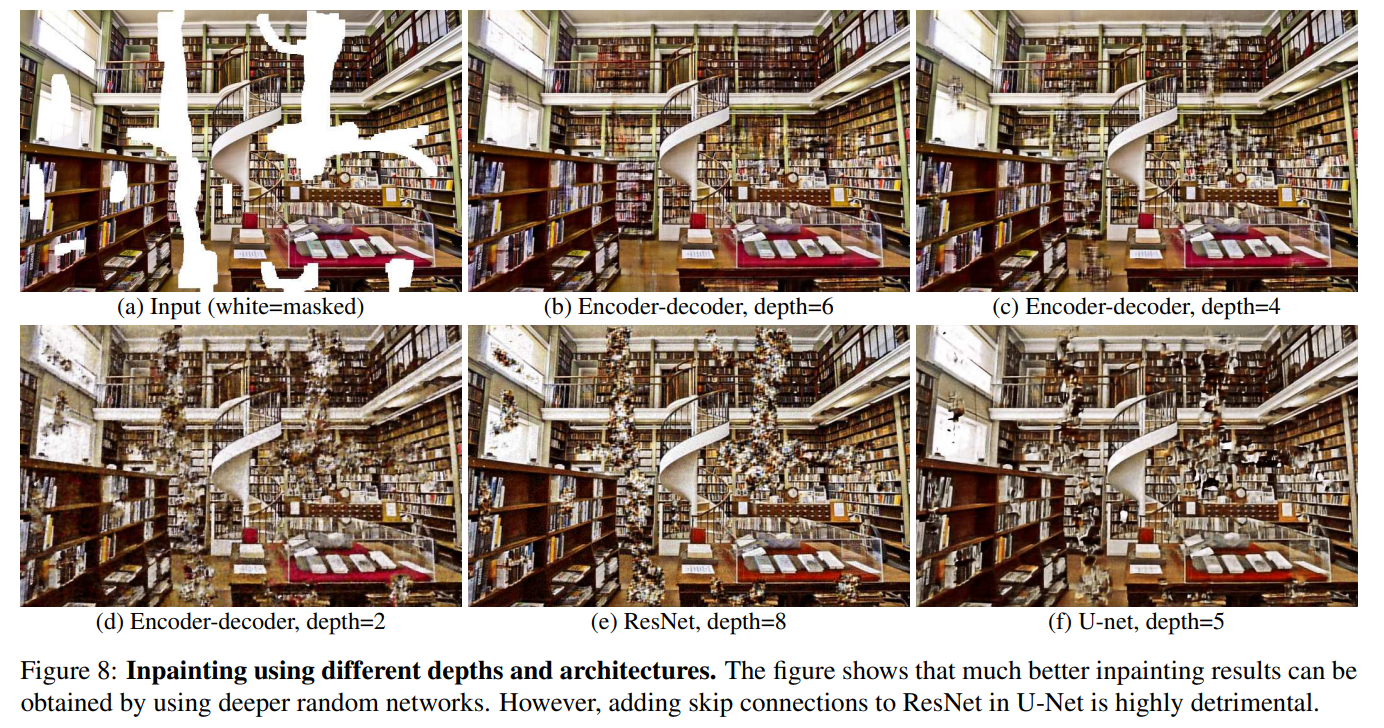 (a) Input (white=masked)
(b) Encoder-decoder, depth=6
(c) Encoder-decoder, depth=4
(d) Encoder-decoder, depth=2
(e) ResNet, depth=8
(f) U-net, depth=5
Figure 8: Inpainting using different depths and architectures. The figure shows that much better inpainting results can be
obtained by using deeper random networks. However, adding skip connections to ResNet in U-Net is highly detrimental.